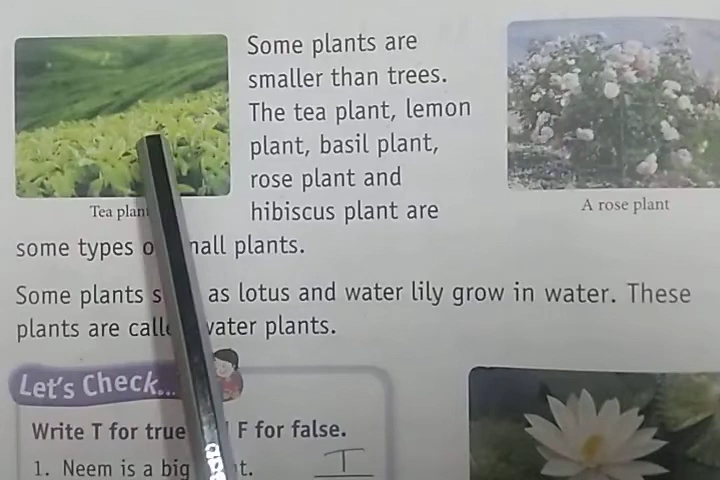 Some plants are
smaller than trees.
The tea plant, lemon
plant, basil plant,
rose plant and
hibiscus plant are
some types nall plants.
Tea plan
A rose plant
Some plants s as lotus and water lily grow in water. These
plants are call water plants.
Let's Check...
Write T for true F for false.
1. Neem is a big t. T